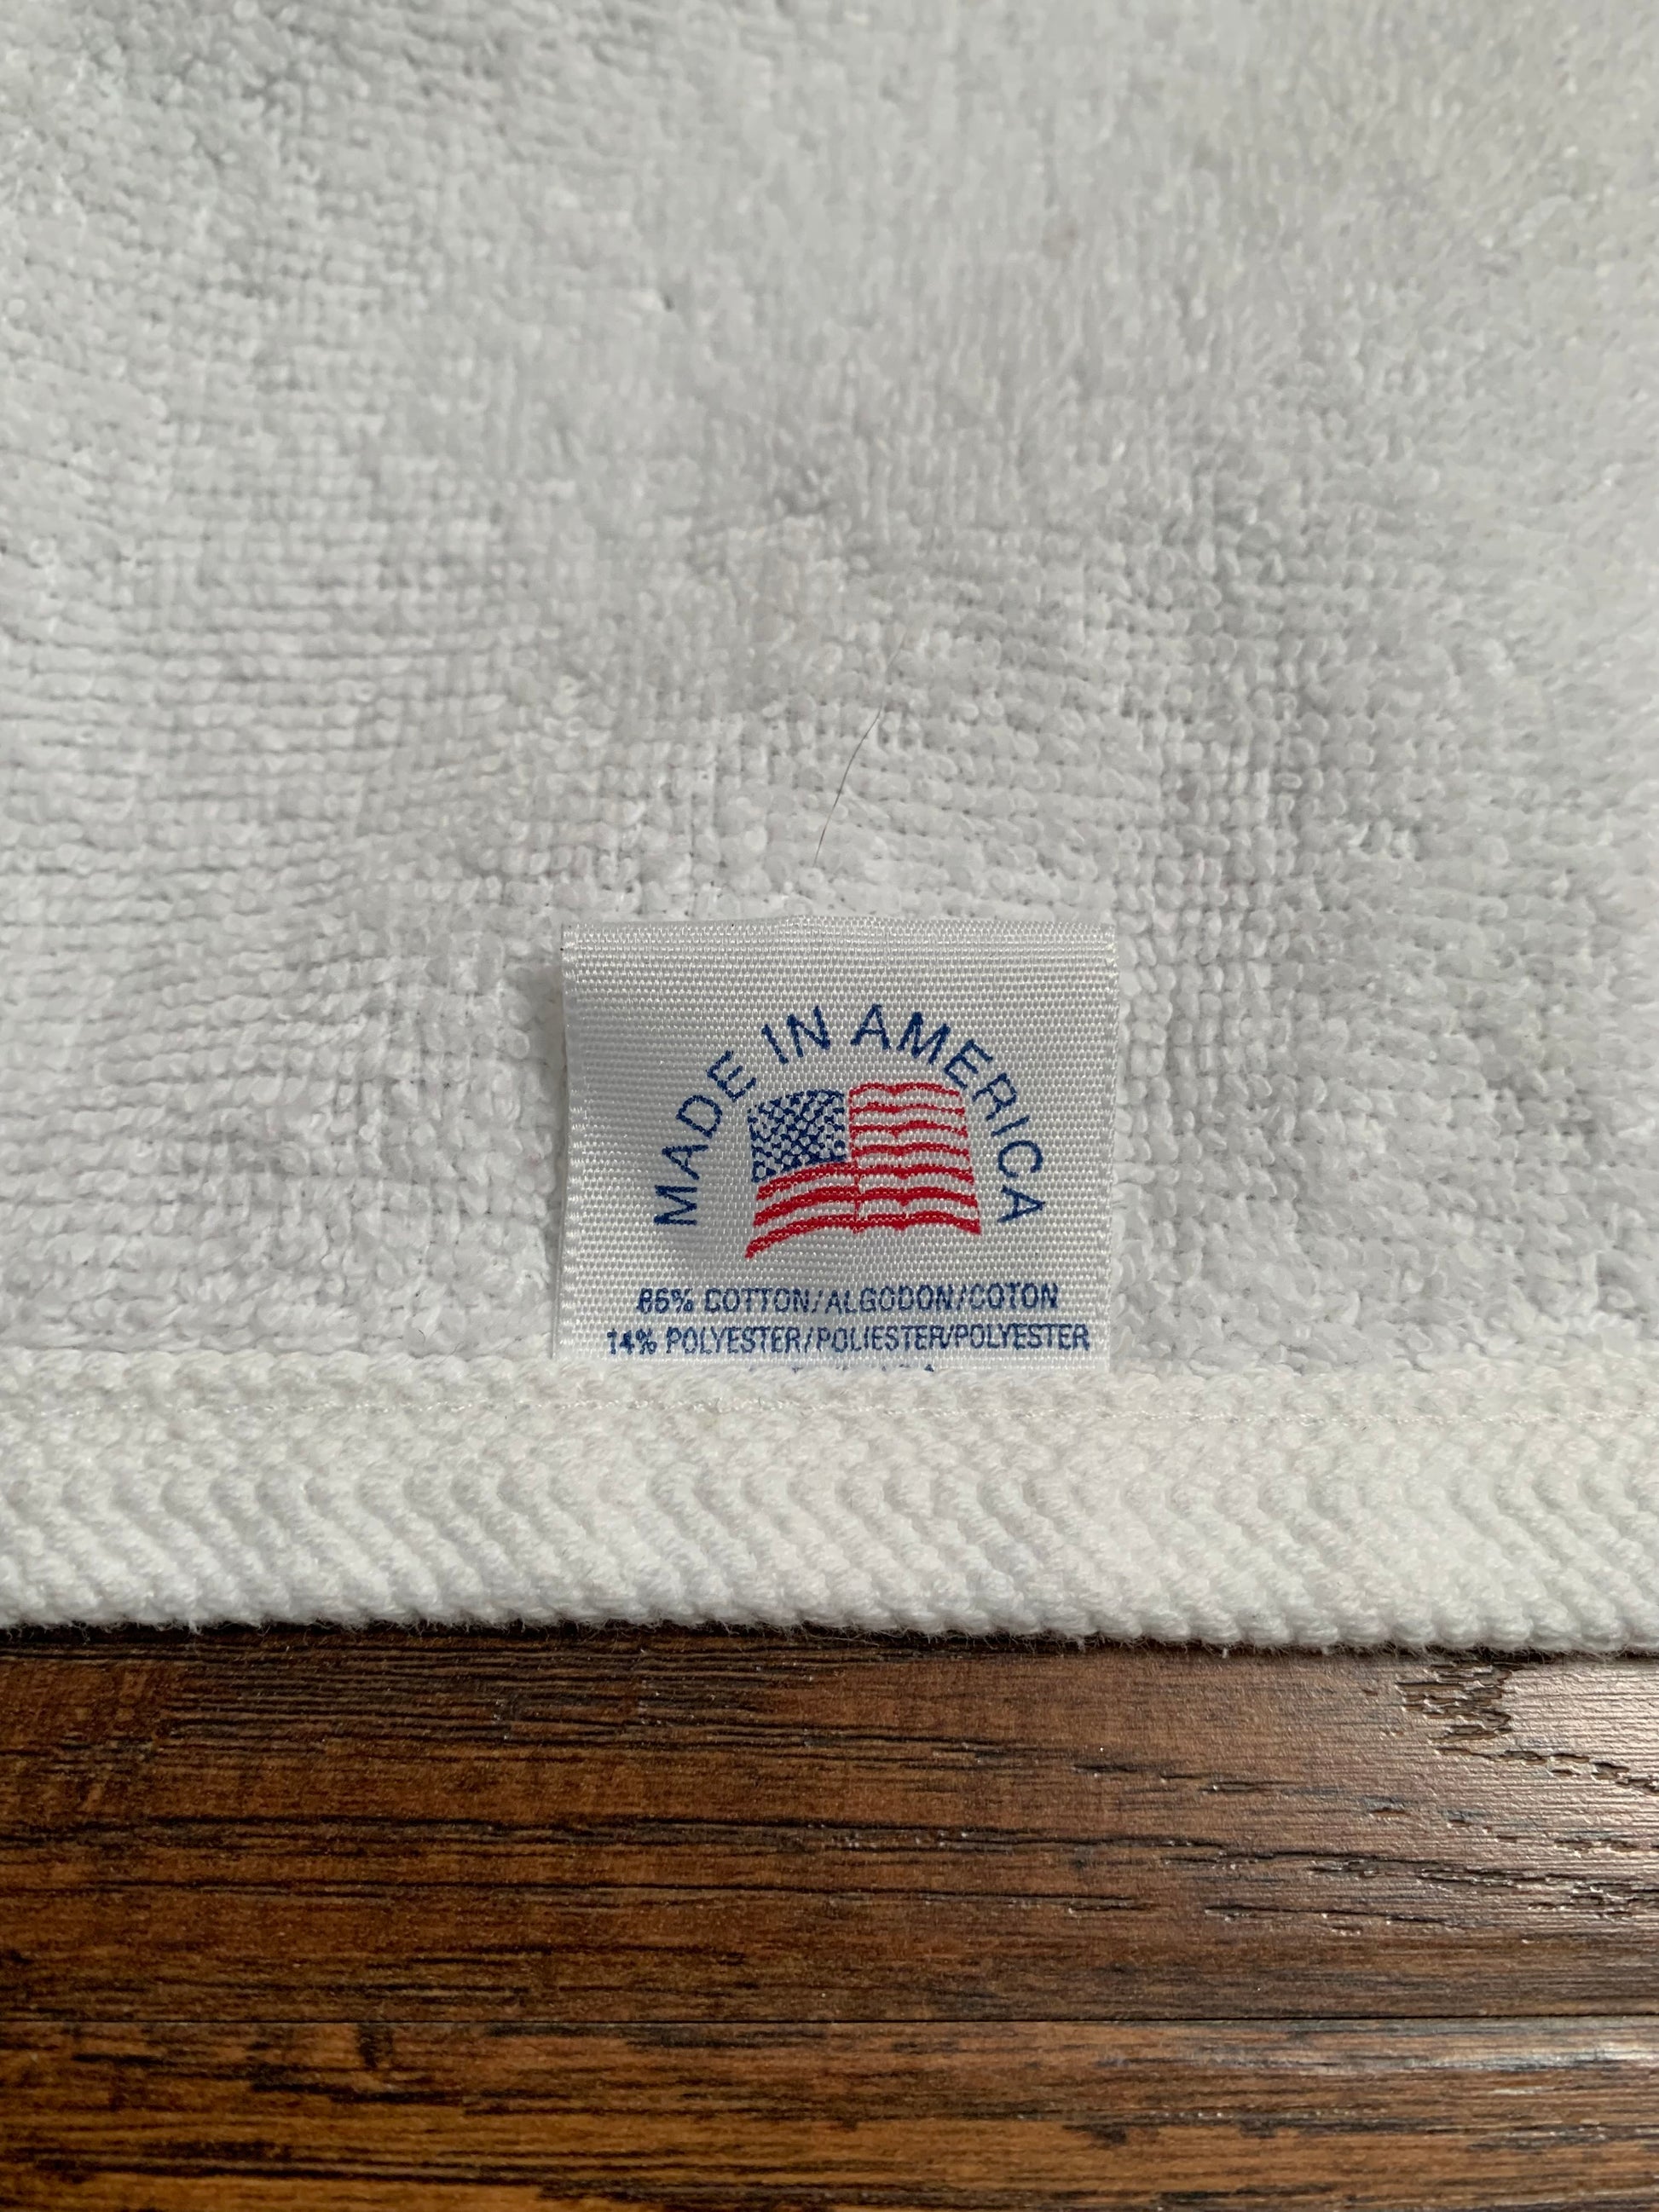 MADE IN AMERICA
86% COTTON/ALGODON/COTON
14% POLYESTER/POLIESTER/POLYESTER